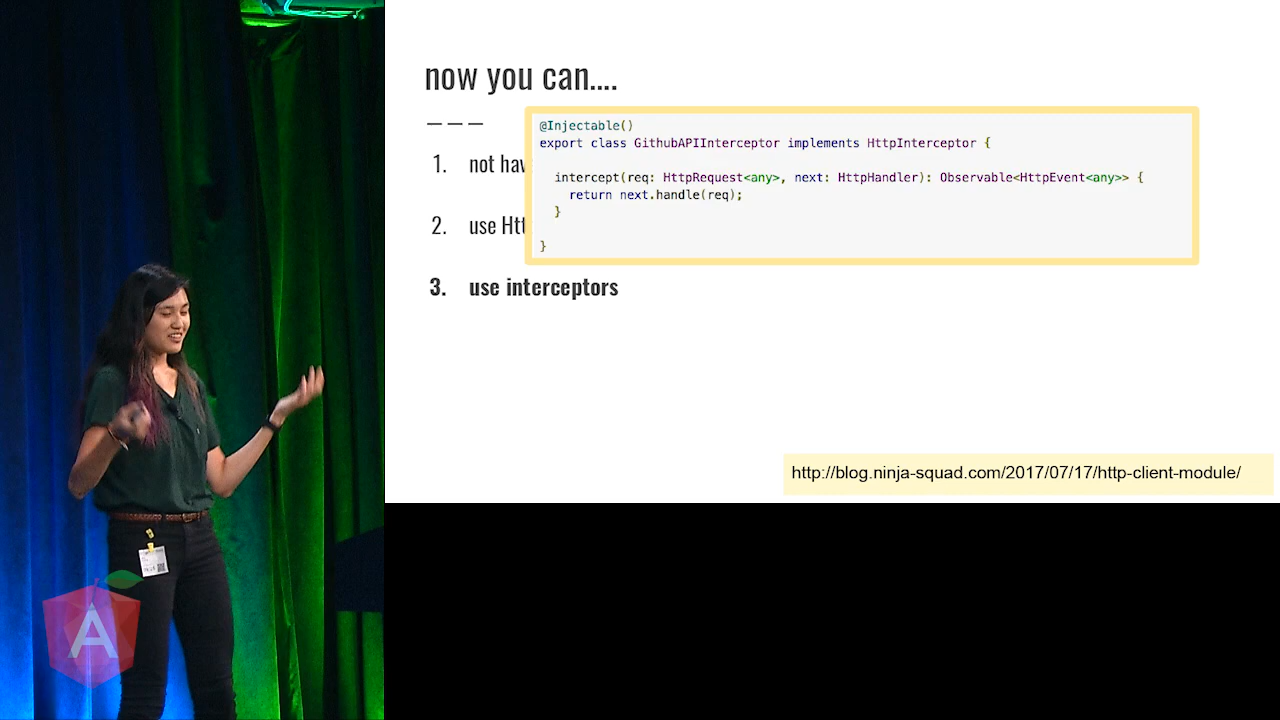 now you can....
———
1. not hav
2. use Htt
3. use interceptors
@Injectable()
export class GithubAPIInterceptor implements HttpInterceptor {
intercept(req: HttpRequest<any>, next: HttpHandler): Observable<HttpEvent<any>> {
return next.handle(req);
}
}
http://blog.ninja-squad.com/2017/07/17/http-client-module/
A